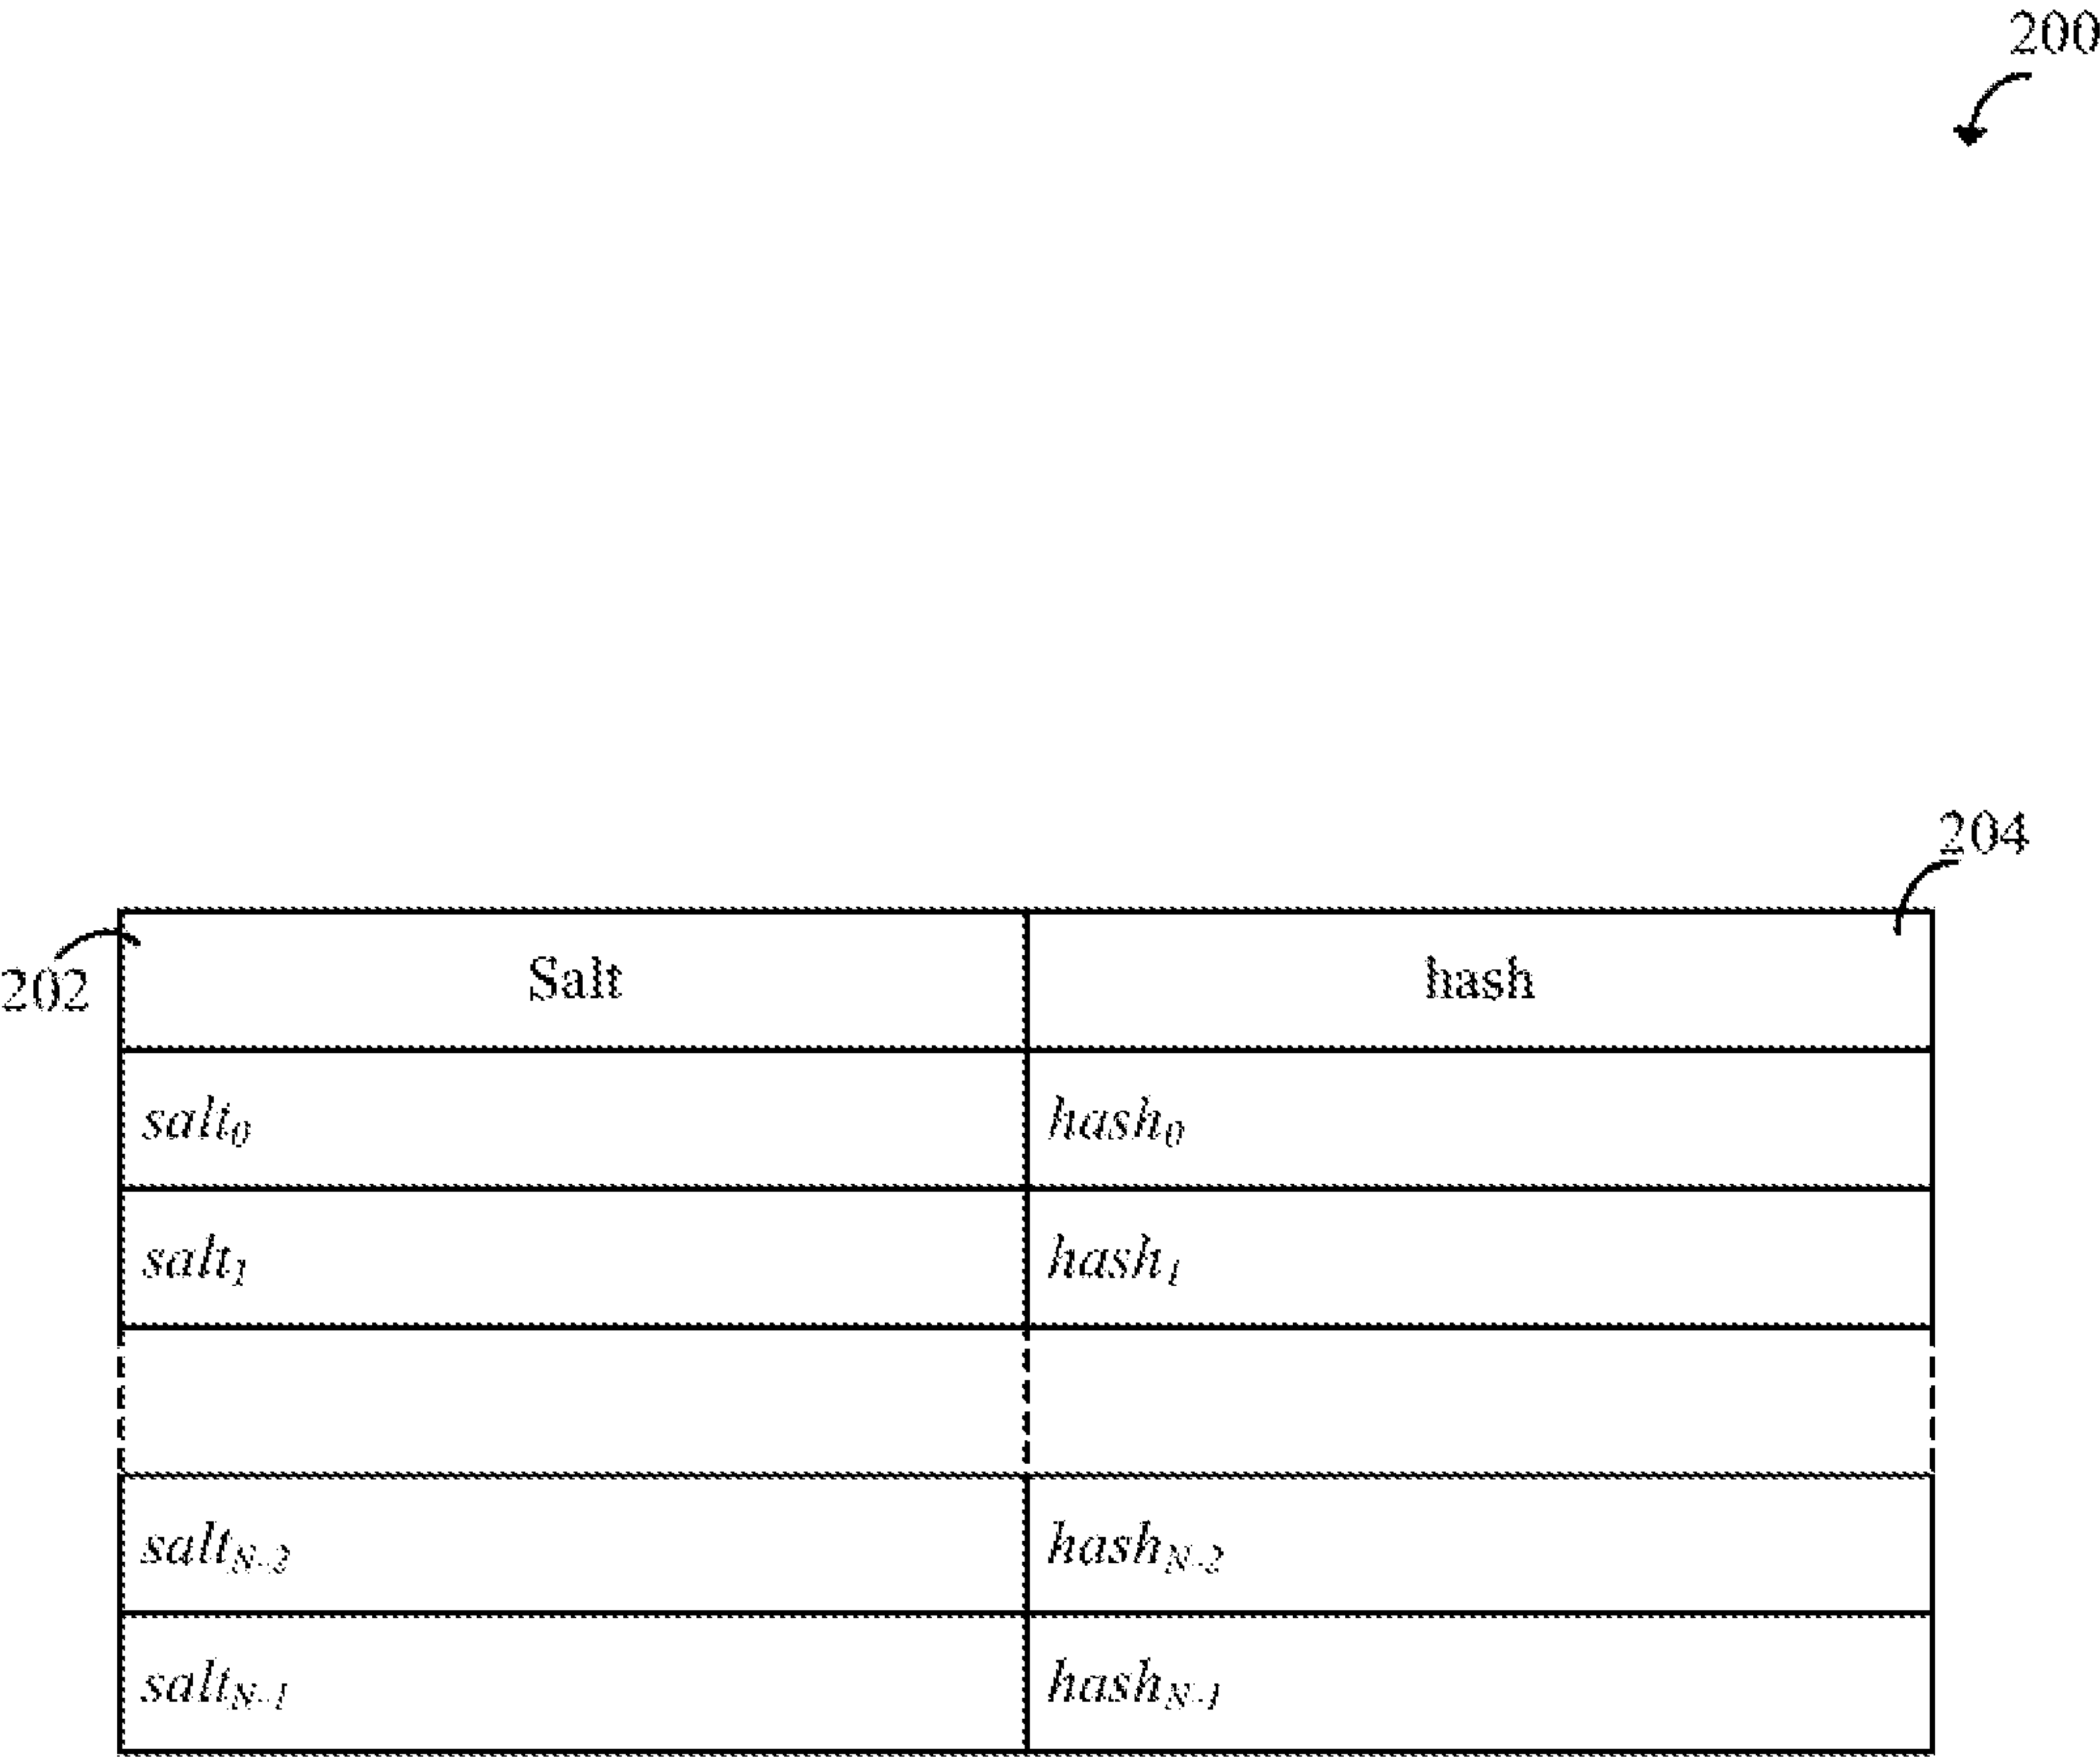 200
204
202
Salt hash
salt0 hash0
salt1 hash1
saltN-2 hashN-2
saltN-1 hashN-1